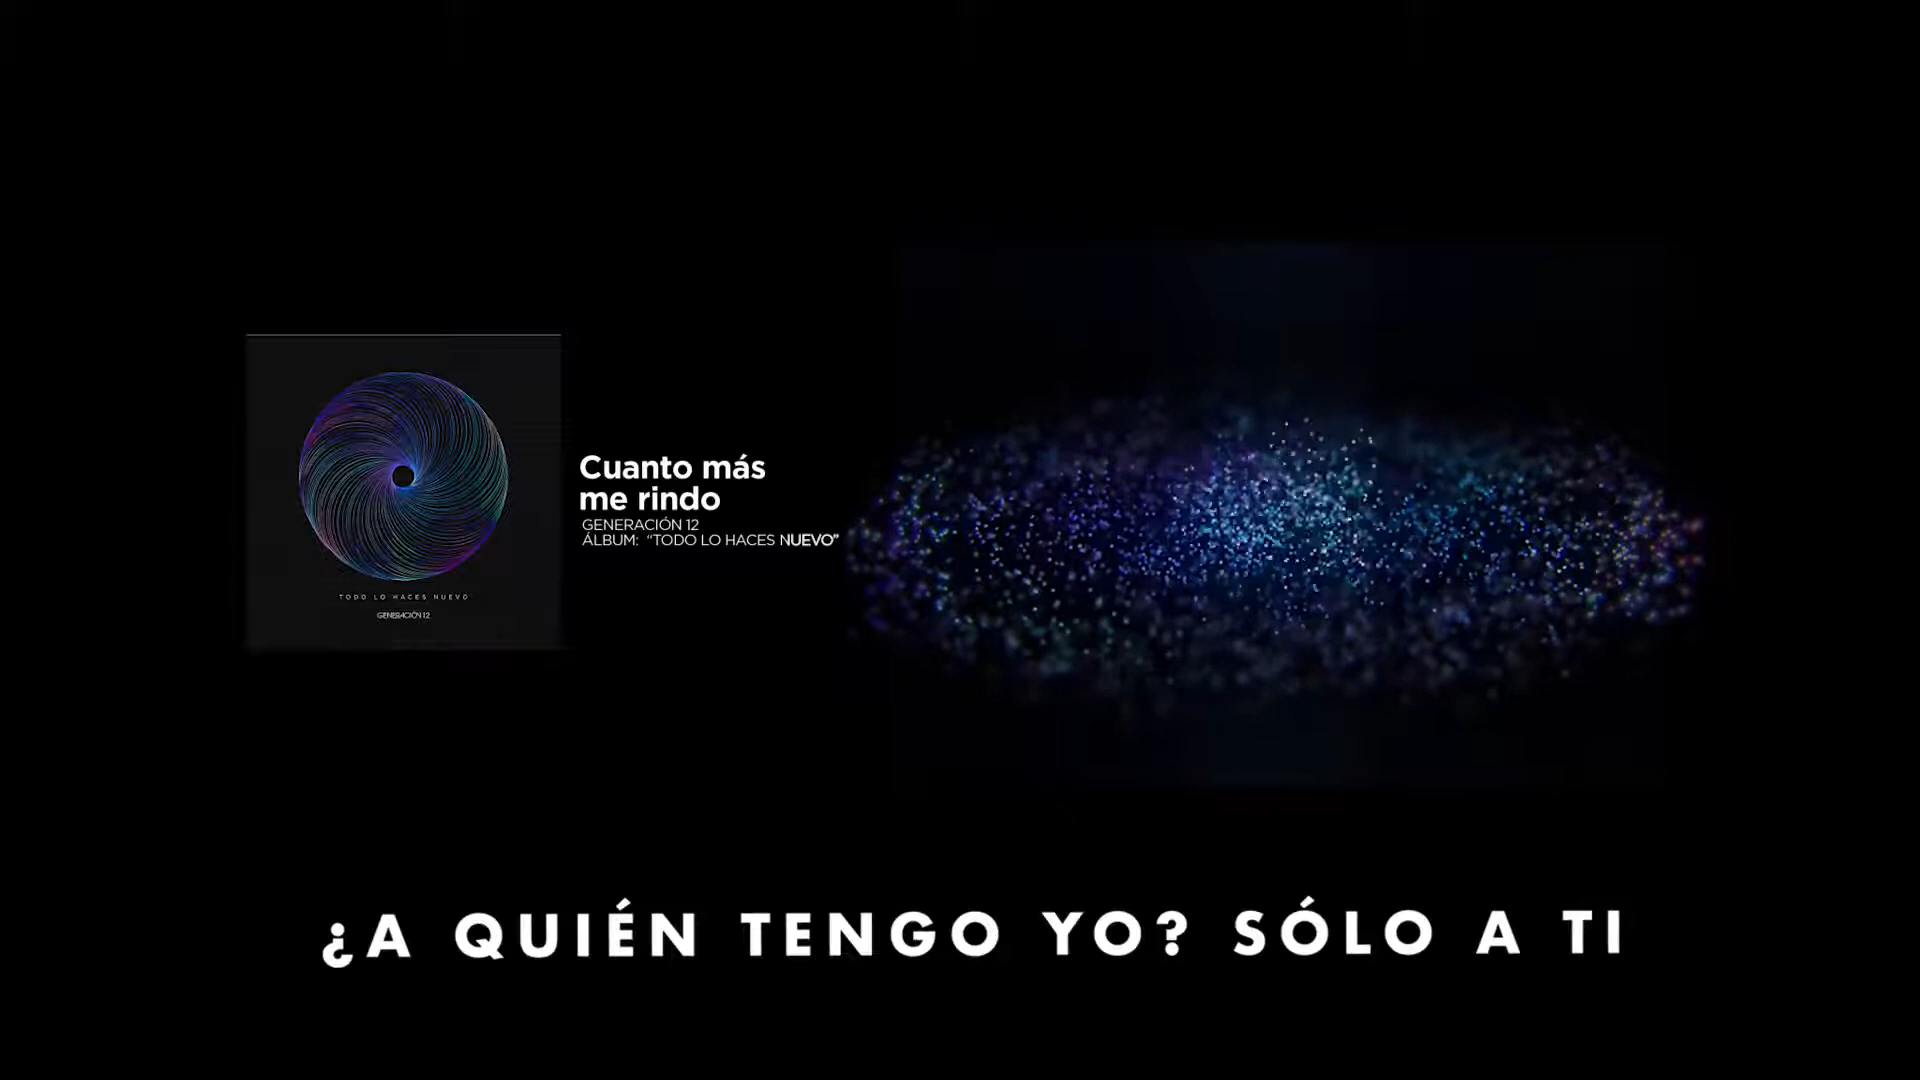 TODO LO HACES NUEVO
GENERACIÓN 12
Cuanto más
me rindo
GENERACIÓN 12
ÁLBUM: “TODO LO HACES NUEVO”
¿A QUIÉN TENGO YO? SÓLO A TI